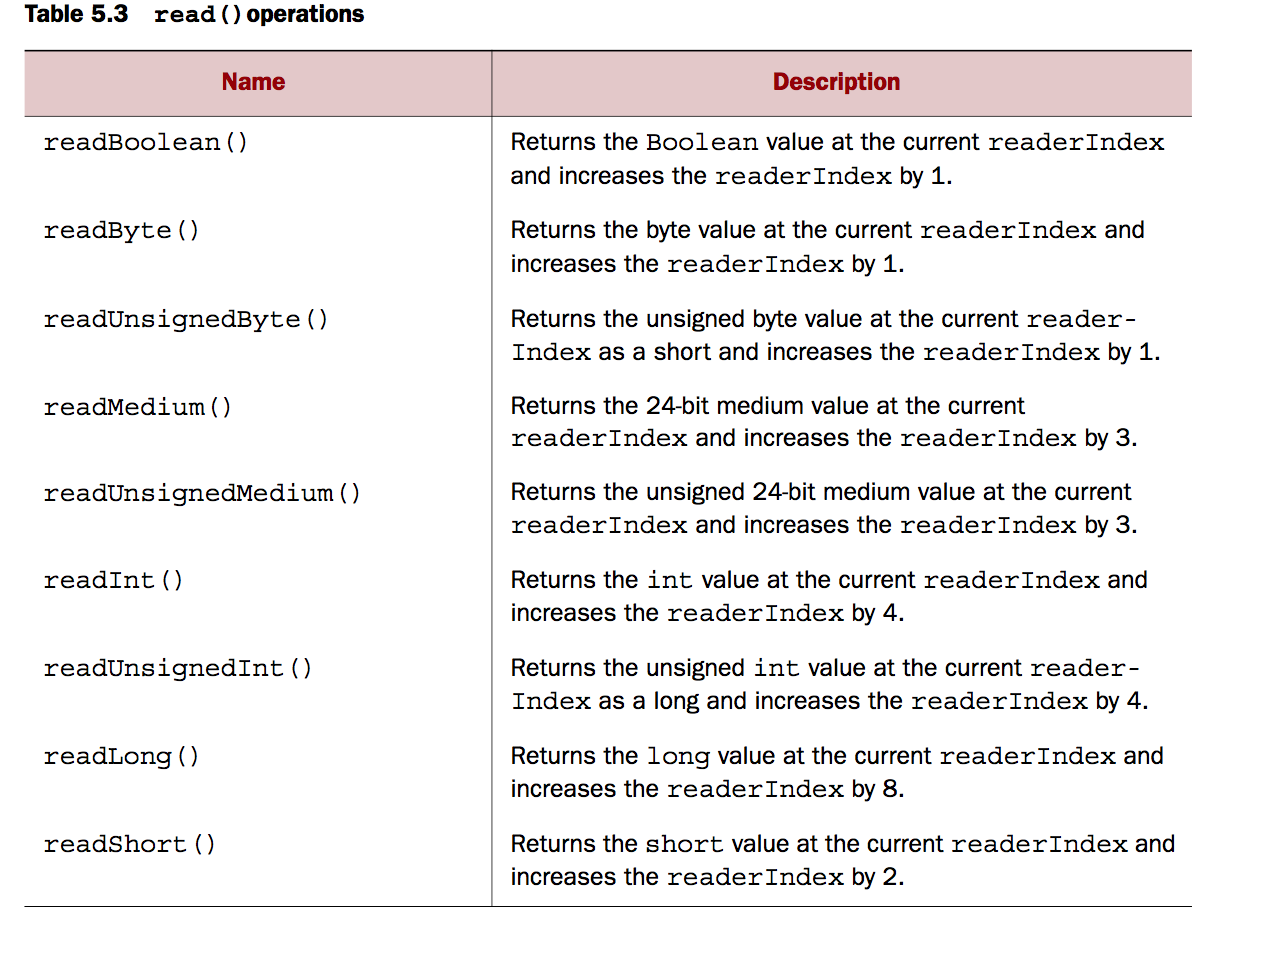 Table 5.3 read() operations
Name Description
readBoolean() Returns the Boolean value at the current readerIndex
and increases the readerIndex by 1.
readByte() Returns the byte value at the current readerIndex and
increases the readerIndex by 1.
readUnsignedByte() Returns the unsigned byte value at the current reader-
Index as a short and increases the readerIndex by 1.
readMedium() Returns the 24-bit medium value at the current
readerIndex and increases the readerIndex by 3.
readUnsignedMedium() Returns the unsigned 24-bit medium value at the current
readerIndex and increases the readerIndex by 3.
readInt() Returns the int value at the current readerIndex and
increases the readerIndex by 4.
readUnsignedInt() Returns the unsigned int value at the current reader-
Index as a long and increases the readerIndex by 4.
readLong() Returns the long value at the current readerIndex and
increases the readerIndex by 8.
readShort() Returns the short value at the current readerIndex and
increases the readerIndex by 2.